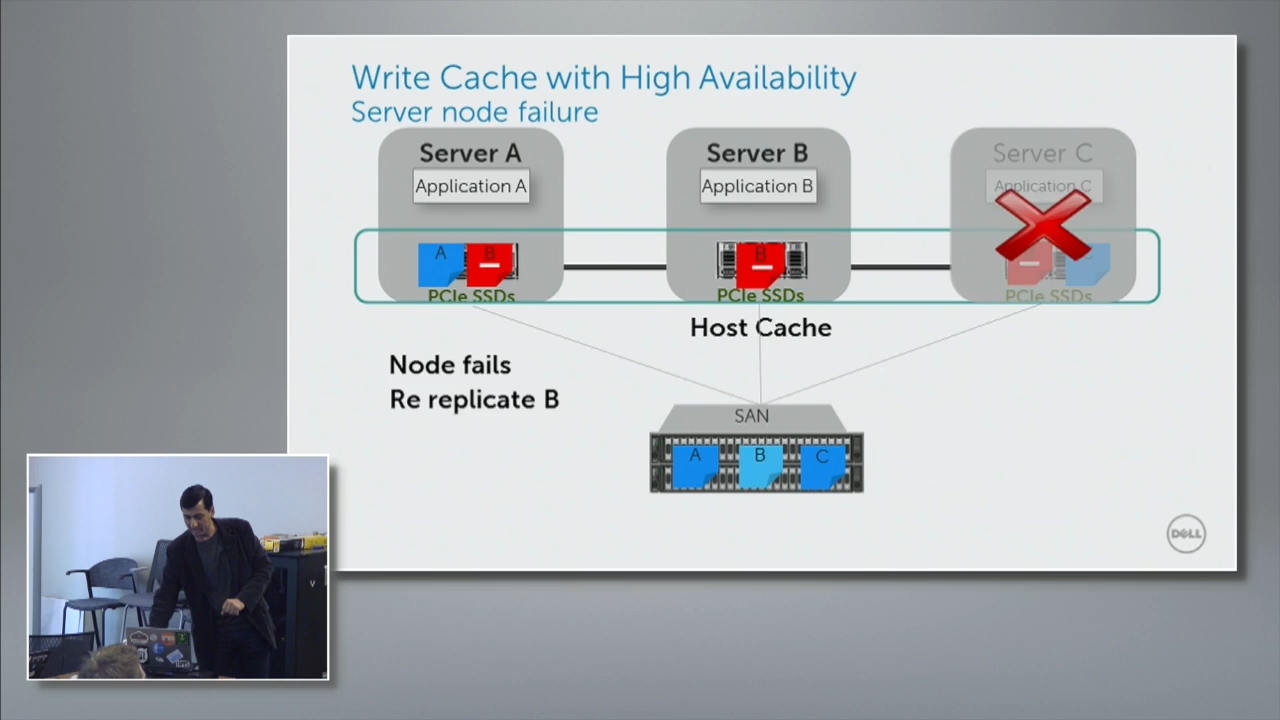 Write Cache with High Availability
Server node failure
Server A
Server B
Server C
Application A
Application B
Application C
A
B
B
PCIe SSDs
PCIe SSDs
PCIe SSDs
Host Cache
Node fails
Re replicate B
SAN
A
B
C
DELL
V